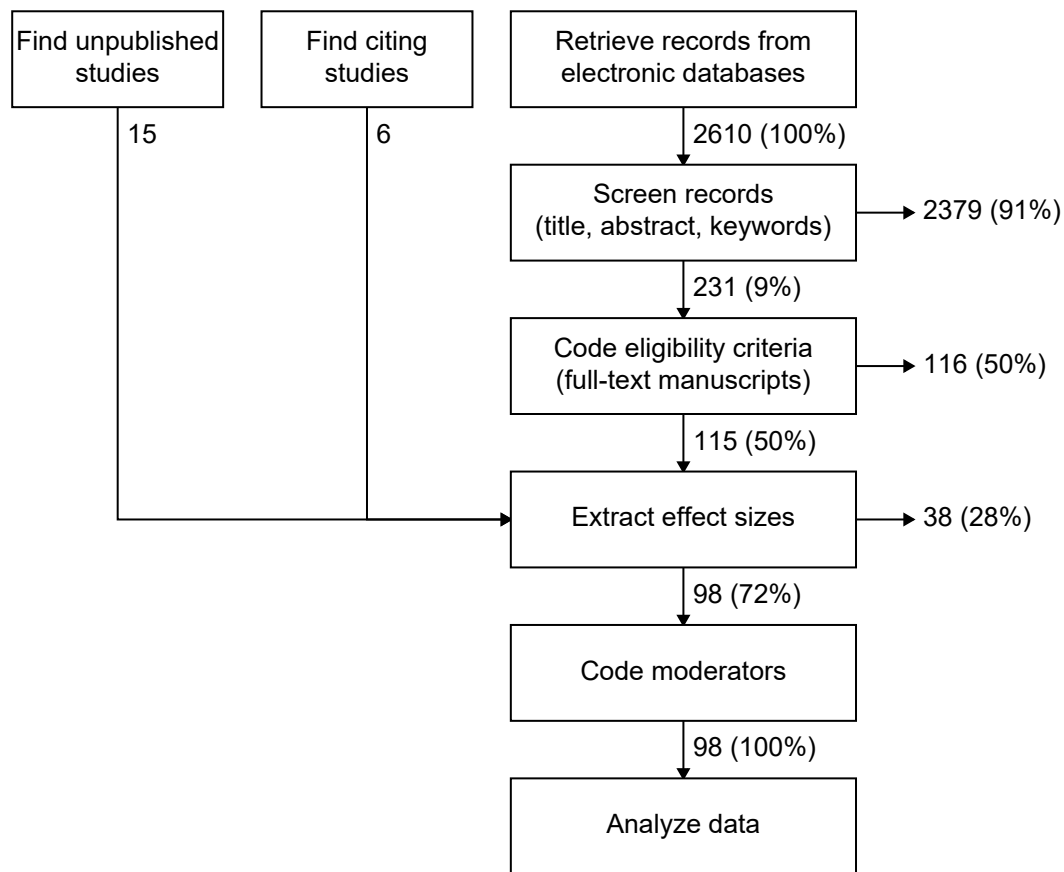 Find unpublished
studies
Find citing
studies
Retrieve records from
electronic databases
15
6
2610 (100%)
Screen records
(title, abstract, keywords)
2379 (91%)
231 (9%)
Code eligibility criteria
(full-text manuscripts)
116 (50%)
115 (50%)
Extract effect sizes
38 (28%)
98 (72%)
Code moderators
98 (100%)
Analyze data